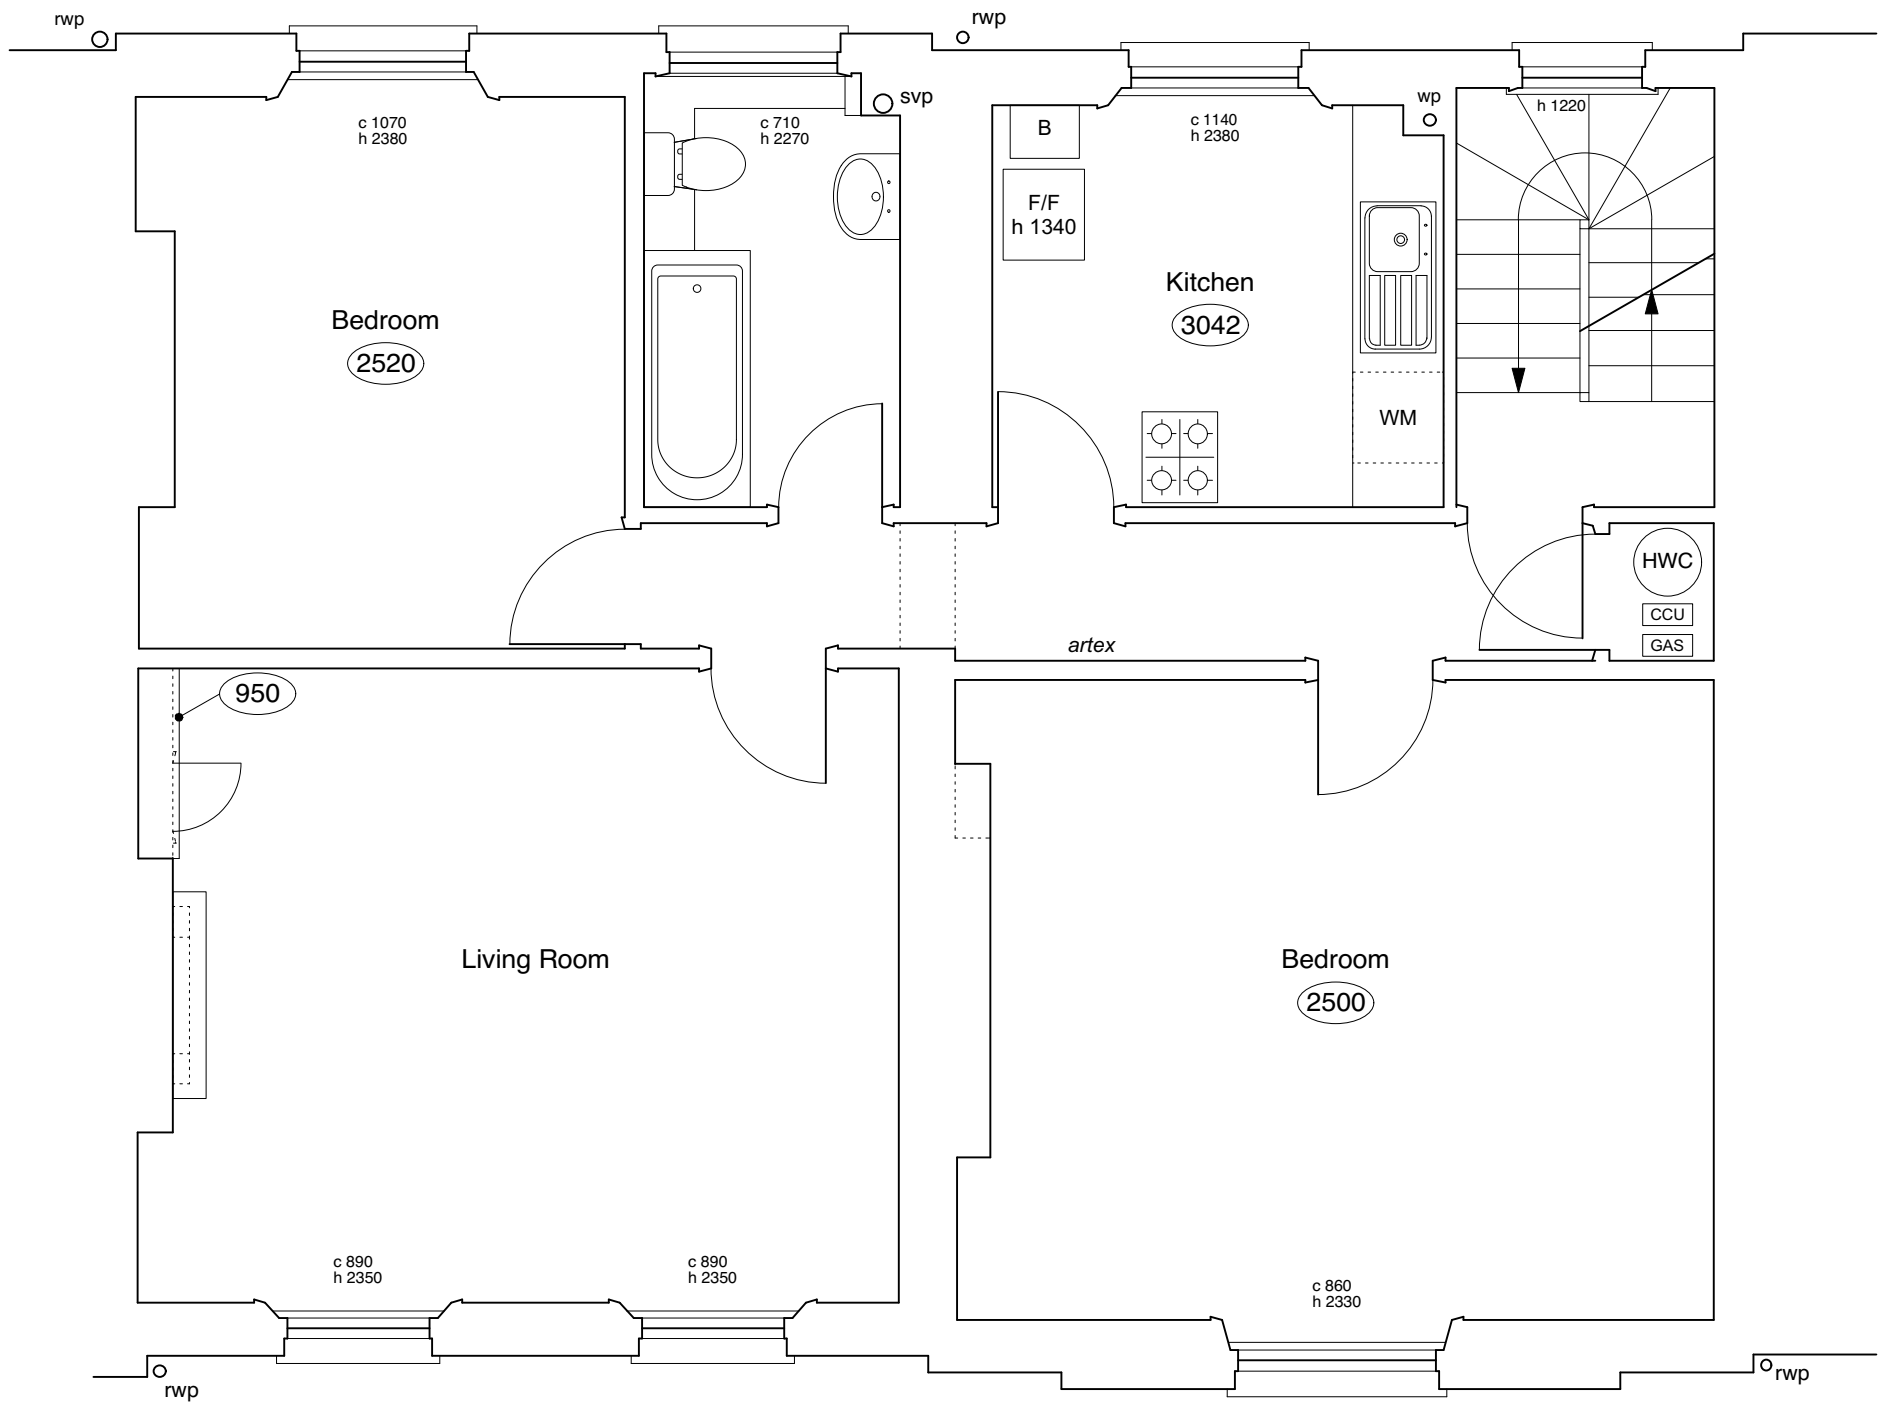 rwp
rwp
svp
wp
c 1070
h 2380
c 710
h 2270
B
c 1140
h 2380
h 1220
F/F
h 1340
Kitchen
3042
Bedroom
2520
WM
HWC
CCU
GAS
artex
950
Living Room
Bedroom
2500
c 890
h 2350
c 890
h 2350
c 860
h 2330
rwp
rwp